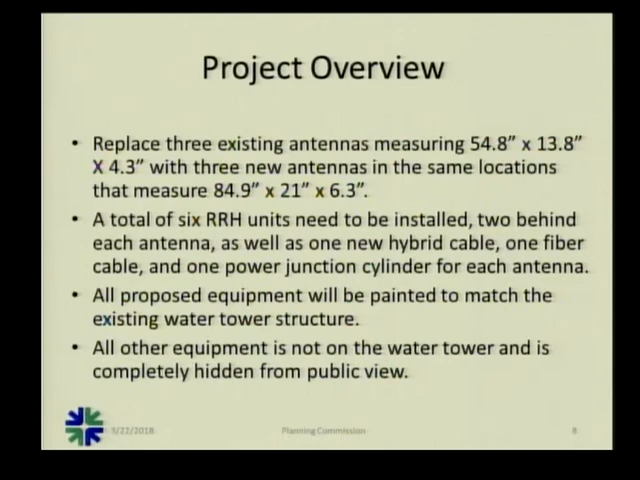 Project Overview
• Replace three existing antennas measuring 54.8” x 13.8”
X 4.3” with three new antennas in the same locations
that measure 84.9” x 21” x 6.3”.
• A total of six RRH units need to be installed, two behind
each antenna, as well as one new hybrid cable, one fiber
cable, and one power junction cylinder for each antenna.
• All proposed equipment will be painted to match the
existing water tower structure.
• All other equipment is not on the water tower and is
completely hidden from public view.
3/22/2018 Planning Commission 8